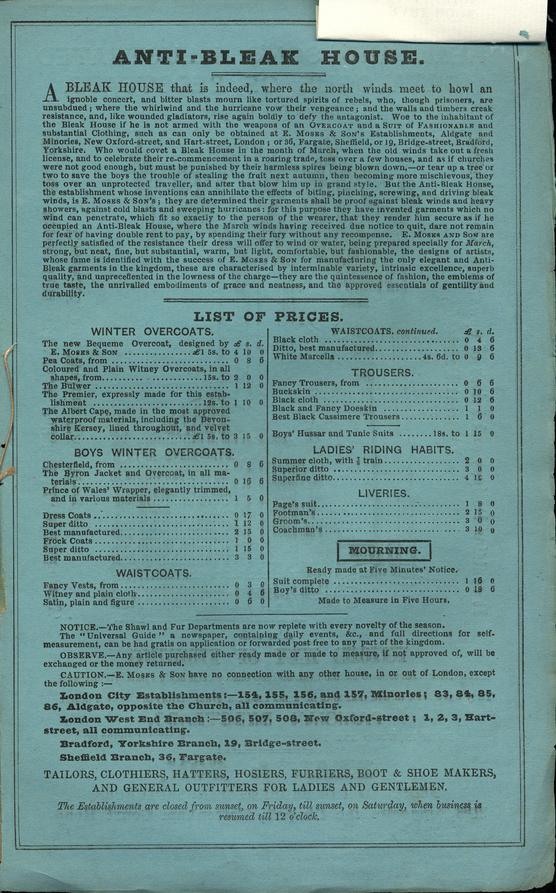 ANTI-BLEAK HOUSE.
A BLEAK HOUSE that is indeed, where the north winds meet to howl an
ignoble concert, and bitter blasts mourn like tortured spirits of rebels, who, though prisoners, are
unsubdued; where the whirlwind and the hurricane vow their vengeance; and the walls and timbers creak
resistance, and, like wounded gladiators, rise again boldly to defy the antagonist. Woe to the inhabitant of
the Bleak House if he is not armed with the weapons of an OVERCOAT and a SUIT of FASHIONABLE and
substantial Clothing, such as can only be obtained at E. MOSES & SON'S Establishments, Aldgate and
Minories, New Oxford-street, and Hart-street, London; or 36, Fargate, Sheffield, or 19, Bridge-street, Bradford,
Yorkshire. Who would covet a Bleak House in the month of March, when the old winds take out a fresh
license, and to celebrate their re-commencement in a roaring trade, toss over a few houses, and as if churches
were not good enough, but must be punished by their harmless spires being blown down,—or tear up a tree or
two to save the boys the trouble of stealing the fruit next autumn, then becoming more mischievous, they
toss over an unprotected traveller, and after that blow him up in grand style. But the Anti-Bleak House,
the establishment whose inventions can annihilate the effects of biting, pinching, screwing, and driving bleak
winds, is E. MOSES & SON'S; they are determined their garments shall be proof against bleak winds and heavy
showers, against cold blasts and sweeping hurricanes: for this purpose they have invented garments which no
wind can penetrate, which fit so exactly to the person of the wearer, that they render him secure as if he
occupied an Anti-Bleak House, where the March winds having received due notice to quit, dare not remain
for fear of having double rent to pay, by spending their fury without any recompense. E. MOSES AND SON are
perfectly satisfied of the resistance their dress will offer to wind or water, being prepared specially for March,
strong, but neat, fine, but substantial, warm, but light, comfortable, but fashionable, the designs of artists,
whose fame is identified with the success of E. MOSES & SON for manufacturing the only elegant and Anti-
Bleak garments in the kingdom, these are characterised by interminable variety, intrinsic excellence, superb
quality, and unprecedented in the lowness of the charge—they are the quintessence of fashion, the emblems of
true taste, the unrivalled embodiments of grace and neatness, and the approved essentials of gentility and
durability.
LIST OF PRICES.
WINTER OVERCOATS.
The new Bequeme Overcoat, designed by £ s. d.
E. MOSES & SON ............£1 5s. to 4 10 0
Pea Coats, from.................... 0 8 6
Coloured and Plain Witney Overcoats, in all
shapes, from................15s. to 2 0 0
The Bulwer ........................ 1 12 0
The Premier, expressly made for this estab-
lishment ....................12s. to 1 10 0
The Albert Cape, made in the most approved
waterproof materials, including the Devon-
shire Kersey, lined throughout, and velvet
collar......................£1 5s. to 3 15 0
BOYS WINTER OVERCOATS.
Chesterfield, from .................. 0 8 6
The Byron Jacket and Overcoat, in all ma-
terials............................ 0 16 6
Prince of Wales' Wrapper, elegantly trimmed,
and in various materials ............ 1 5 0
Dress Coats ........................ 0 17 0
Super ditto ........................ 1 12 0
Best manufactured.................. 2 15 0
Frock Coats ........................ 1 0 0
Super ditto ........................ 1 15 0
Best manufactured.................. 3 3 0
WAISTCOATS.
Fancy Vests, from .................. 0 3 0
Witney and plain cloth.............. 0 4 6
Satin, plain and figure .............. 0 6 0
WAISTCOATS. continued. £ s. d.
Black cloth ........................ 0 4 6
Ditto, best manufactured............ 0 13 6
White Marcella ............4s. 6d. to 0 9 6
TROUSERS.
Fancy Trousers, from .............. 0 6 6
Buckskin .......................... 0 10 6
Black cloth ........................ 0 12 6
Black and Fancy Doeskin .......... 1 1 0
Best Black Cassimere Trousers...... 1 6 0
Boys' Hussar and Tunic Suits ......18s. to 1 15 0
LADIES' RIDING HABITS.
Summer cloth, with train.......... 2 0 0
Superior ditto ...................... 3 0 0
Superfine ditto...................... 4 0
LIVERIES.
Page's suit.......................... 1 8 0
Footman's.......................... 2 15 0
Groom's............................ 3 0 0
Coachman's ........................ 3 10 0
MOURNING.
Ready made at Five Minutes' Notice.
Suit complete ...................... 1 16 0
Boy's ditto ........................ 0 18 6
Made to Measure in Five Hours.
NOTICE.—The Shawl and Fur Departments are now replete with every novelty of the season.
The "Universal Guide" a newspaper, containing daily events, &c., and full directions for self-
measurement, can be had gratis on application or forwarded post free to any part of the kingdom.
OBSERVE.—Any article purchased either ready made or made to measure, if not approved of, will be
exchanged or the money returned.
CAUTION.—E. MOSES & SON have no connection with any other house, in or out of London, except
the following:—
London City Establishments:—154, 155, 156, and 157, Minories; 83, 84, 85,
86, Aldgate, opposite the Church, all communicating.
London West End Branch:—506, 507, 508, New Oxford-street; 1, 2, 3, Hart-
street, all communicating.
Bradford, Yorkshire Branch, 19, Bridge-street.
Sheffield Branch, 36, Fargate.
TAILORS, CLOTHIERS, HATTERS, HOSIERS, FURRIERS, BOOT & SHOE MAKERS,
AND GENERAL OUTFITTERS FOR LADIES AND GENTLEMEN.
The Establishments are closed from sunset, on Friday, till sunset, on Saturday, when business is
resumed till 12 o'clock.